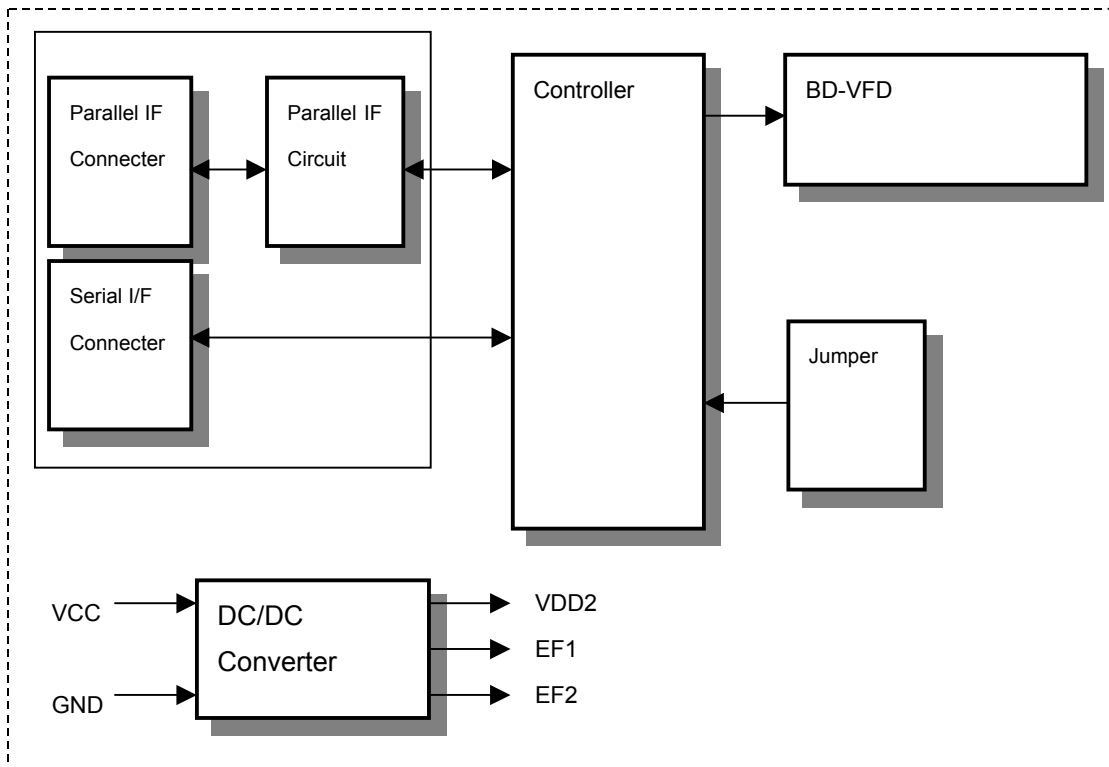 Parallel IF
Connecter
Parallel IF
Circuit
Controller
BD-VFD
Serial I/F
Connecter
Jumper
VCC
GND
DC/DC
Converter
VDD2
EF1
EF2